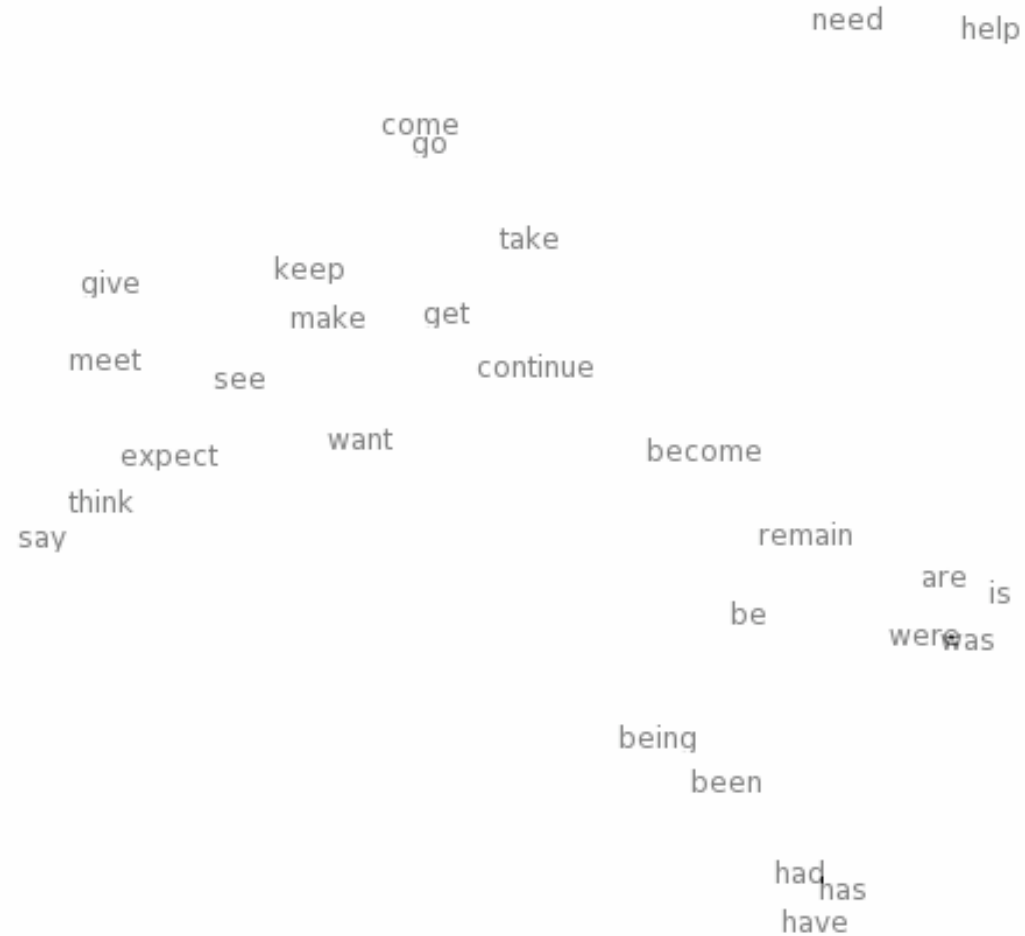 need help
come
go
take
keep
give
make get
meet
continue
see
want
become
expect
think
remain
say
are
is
be
were was
being
been
had
has
have